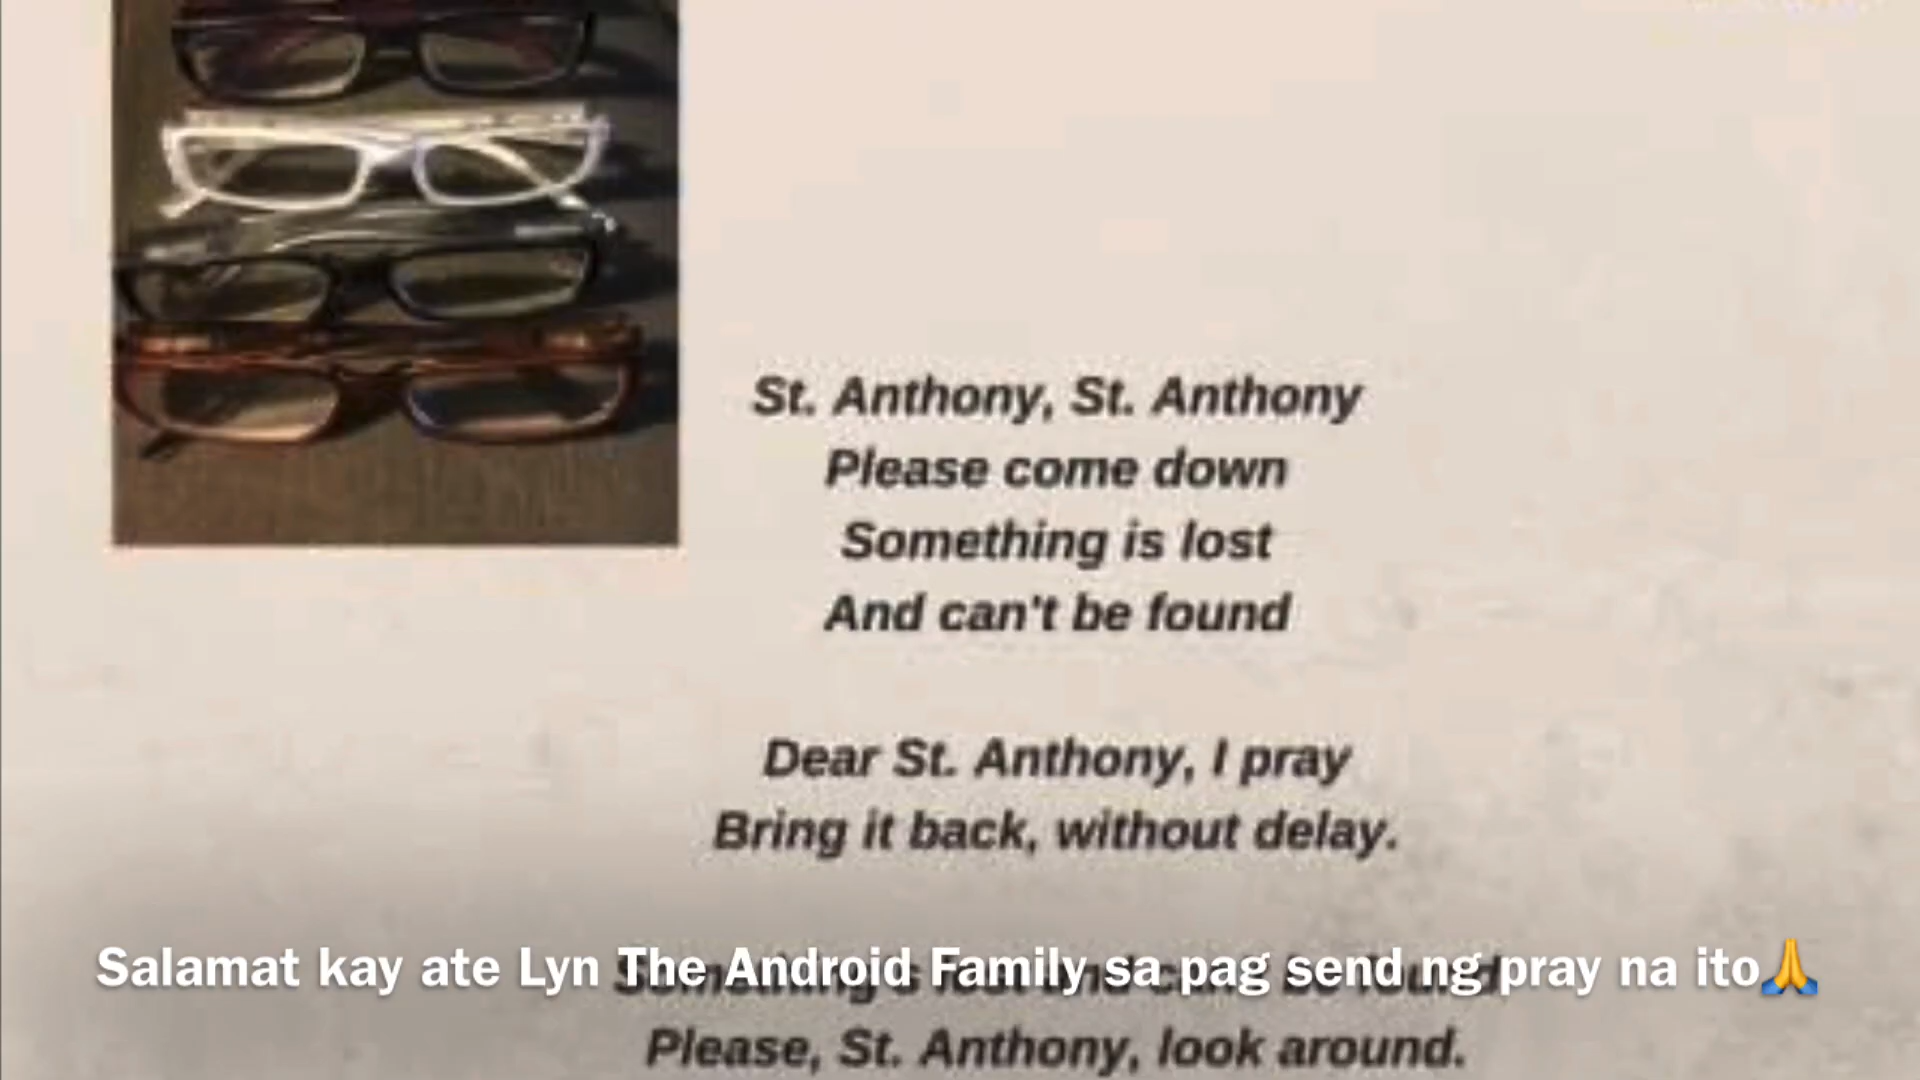 St. Anthony, St. Anthony
Please come down
Something is lost
And can't be found
Dear St. Anthony, I pray
Bring it back, without delay.
Salamat kay ate Lyn The Android Family sa pag send ng pray na ito🙏
Please, St. Anthony, look around.